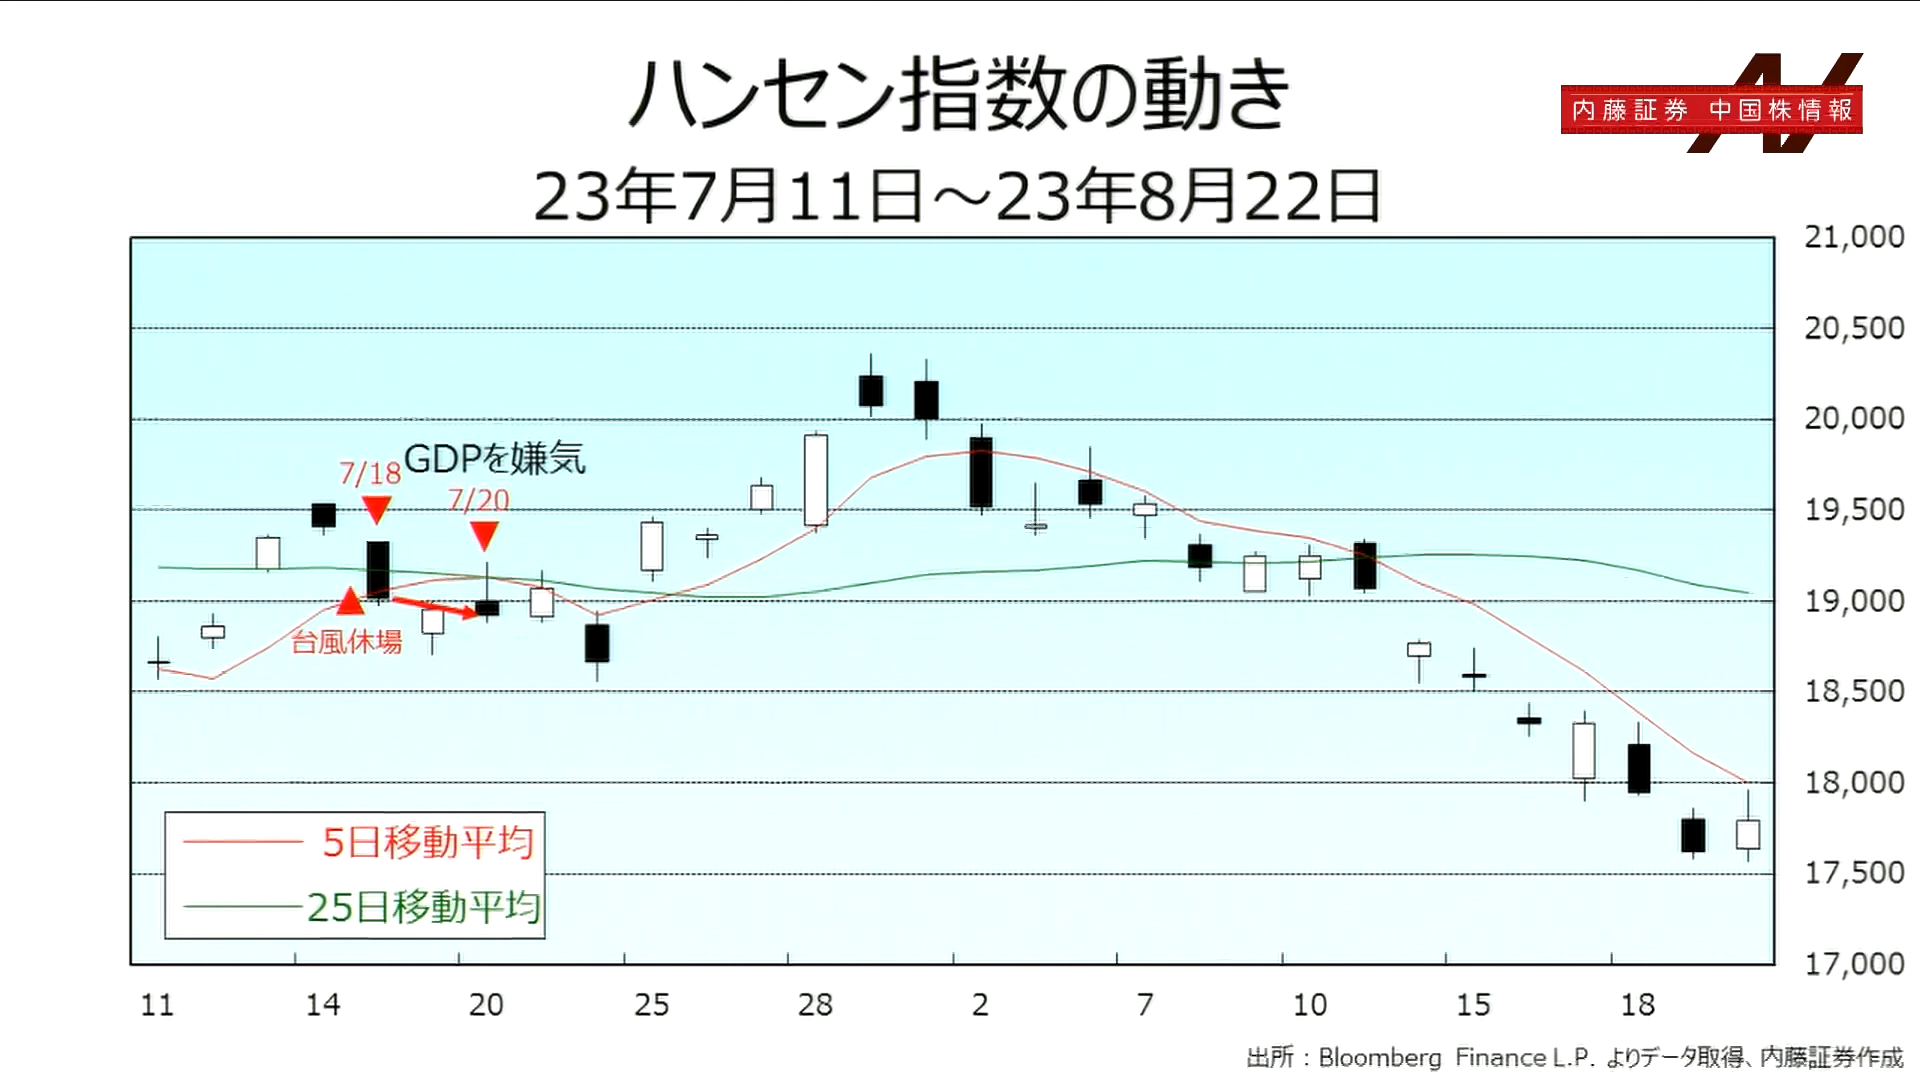 ハンセン指数の動き
内藤証券 中国株情報
23年7月11日～23年8月22日
21,000
20,500
20,000
19,500
19,000
18,500
18,000
17,500
17,000
GDPを嫌気
7/18
7/20
台風休場
5日移動平均
25日移動平均
11 14 20 25 28 2 7 10 15 18
出所：Bloomberg Finance L.P. よりデータ取得、内藤証券作成